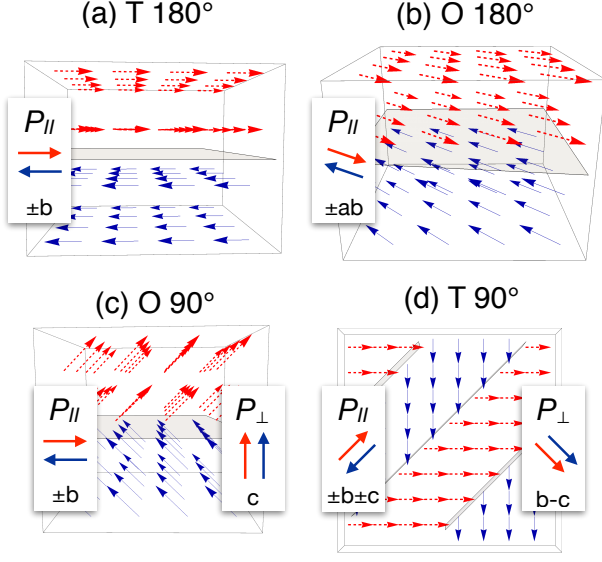 (a) T 180°
(b) O 180°
P//
±b
P//
±ab
(c) O 90°
(d) T 90°
P//
±b
P⊥
c
P//
±b±c
P⊥
b-c